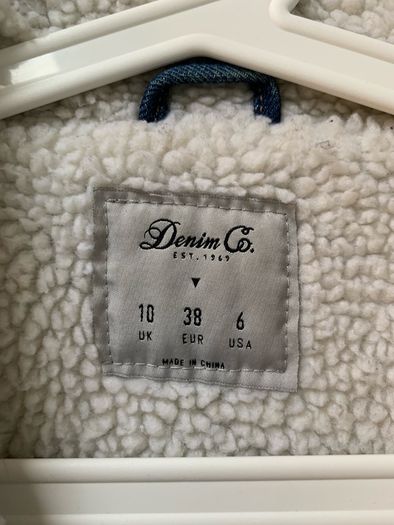 Denim Co.
EST. 1969
10 38 6
UK EUR USA
MADE IN CHINA